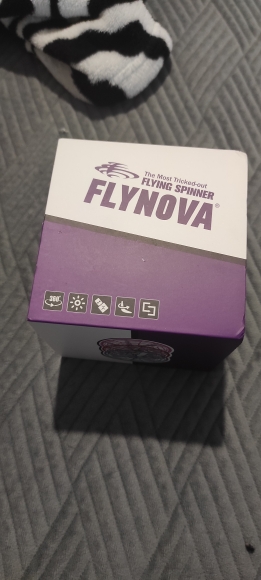 The Most Tricked-out
FLYING SPINNER
FLYNOVA®
360°